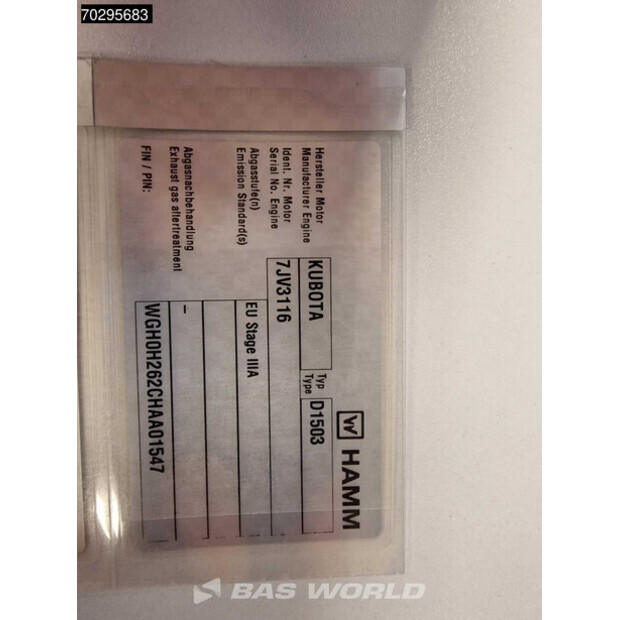 70295683
HAMM
Hersteller Motor
Manufacturer Engine
KUBOTA
Typ
Type
D1503
Ident. Nr. Motor
Serial No. Engine
7JV3116
Abgasstufe(n)
Emission Standard(s)
EU Stage IIIA
Abgasnachbehandlung
Exhaust gas aftertreatment
–
FIN / PIN:
WGH0H262CHAA01547
BAS WORLD